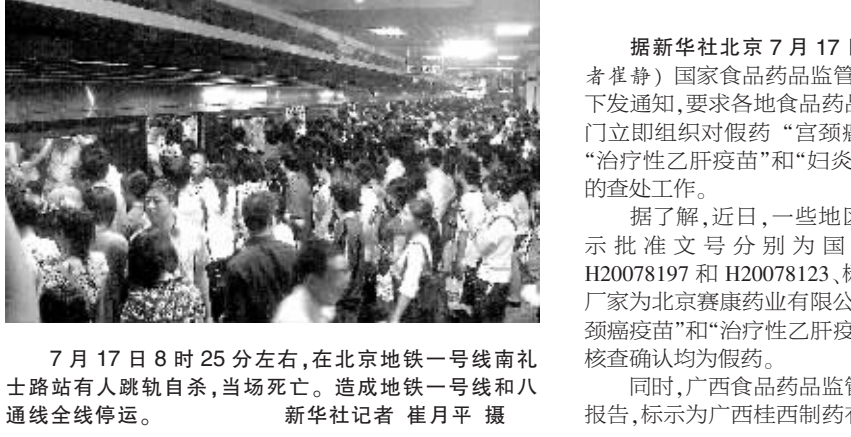 7 月 17 日 8 时 25 分左右,在北京地铁一号线南礼
士路站有人跳轨自杀,当场死亡。造成地铁一号线和八
通线全线停运。 新华社记者 崔月平 摄
据新华社北京 7 月 17 日
者崔静) 国家食品药品监管
下发通知,要求各地食品药品
门立即组织对假药 “宫颈癌
“治疗性乙肝疫苗”和“妇炎
的查处工作。
据了解,近日,一些地区
示批准文号分别为国
H20078197 和 H20078123、标
厂家为北京赛康药业有限公
颈癌疫苗”和“治疗性乙肝疫
核查确认均为假药。
同时,广西食品药品监管
报告,标示为广西桂西制药有